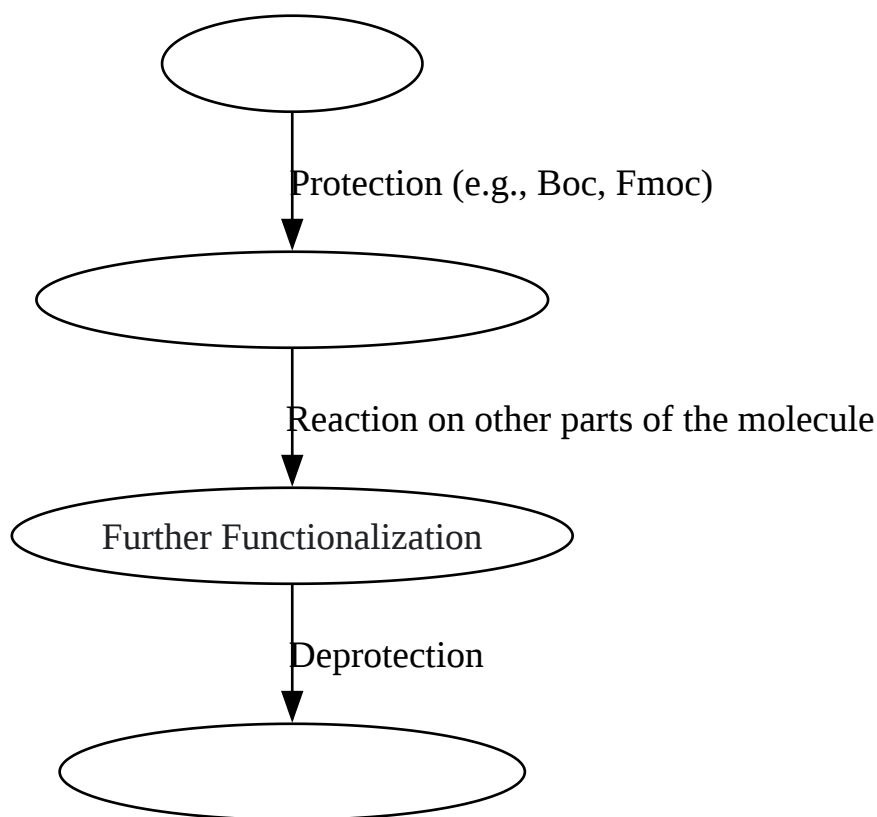 Protection (e.g., Boc, Fmoc)
Reaction on other parts of the molecule
Further Functionalization
Deprotection